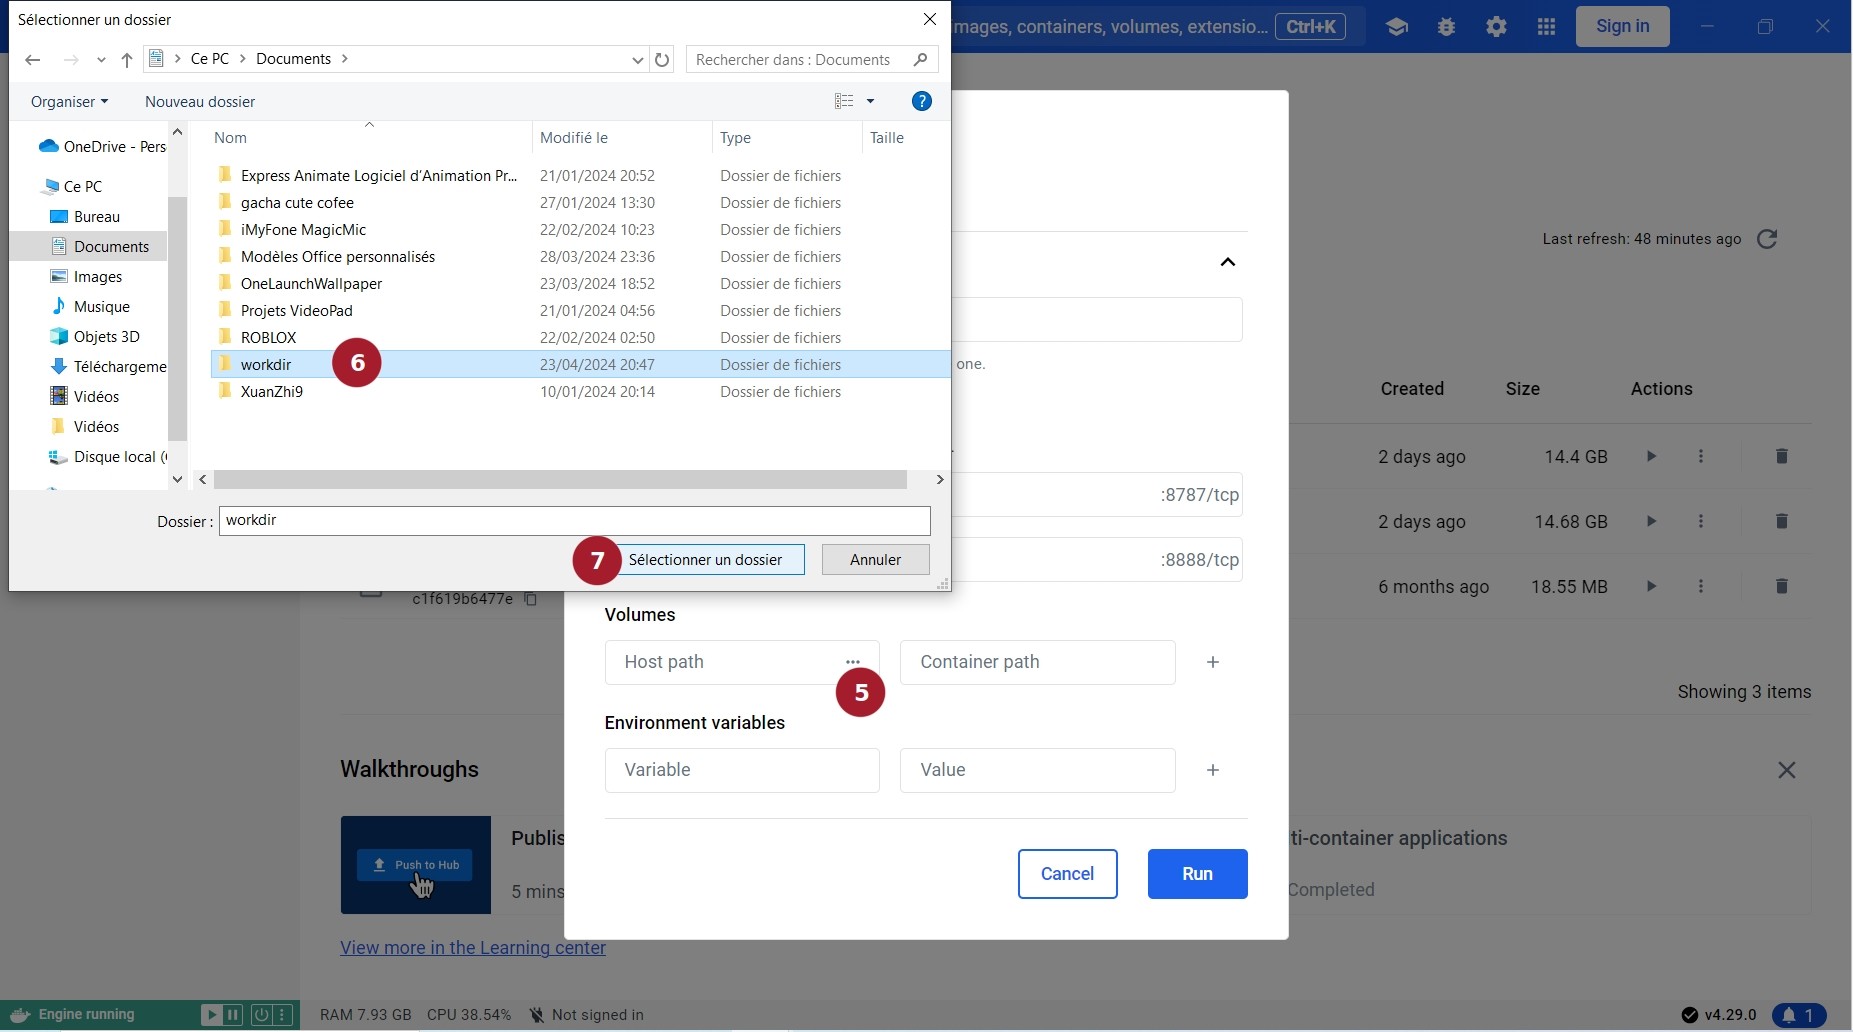 Sélectionner un dossier
mages, containers, volumes, extensio... Ctrl+K
Sign in
Ce PC > Documents >
Rechercher dans : Documents
Organiser
Nouveau dossier
?
OneDrive - Pers
Ce PC
Bureau
Documents
Images
Musique
Objets 3D
Téléchargeme
Vidéos
Vidéos
Disque local (
Nom Modifié le Type Taille
Express Animate Logiciel d'Animation Pr... 21/01/2024 20:52 Dossier de fichiers
gacha cute cofee 27/01/2024 13:30 Dossier de fichiers
iMyFone MagicMic 22/02/2024 10:23 Dossier de fichiers
Modèles Office personnalisés 28/03/2024 23:36 Dossier de fichiers
OneLaunchWallpaper 23/03/2024 18:52 Dossier de fichiers
Projets VideoPad 21/01/2024 04:56 Dossier de fichiers
ROBLOX 22/02/2024 02:50 Dossier de fichiers
workdir 6 23/04/2024 20:47 Dossier de fichiers
XuanZhi9 10/01/2024 20:14 Dossier de fichiers
Dossier : workdir
7 Sélectionner un dossier Annuler
Last refresh: 48 minutes ago
one.
:8787/tcp
:8888/tcp
Created Size Actions
2 days ago 14.4 GB
2 days ago 14.68 GB
6 months ago 18.55 MB
c1f619b6477e
Showing 3 items
Volumes
Host path ... Container path +
5
Environment variables
Variable Value +
Cancel Run
Walkthroughs
Push to Hub
Publis
5 mins
ti-container applications
Completed
View more in the Learning center
Engine running
RAM 7.93 GB CPU 38.54% Not signed in
v4.29.0 1